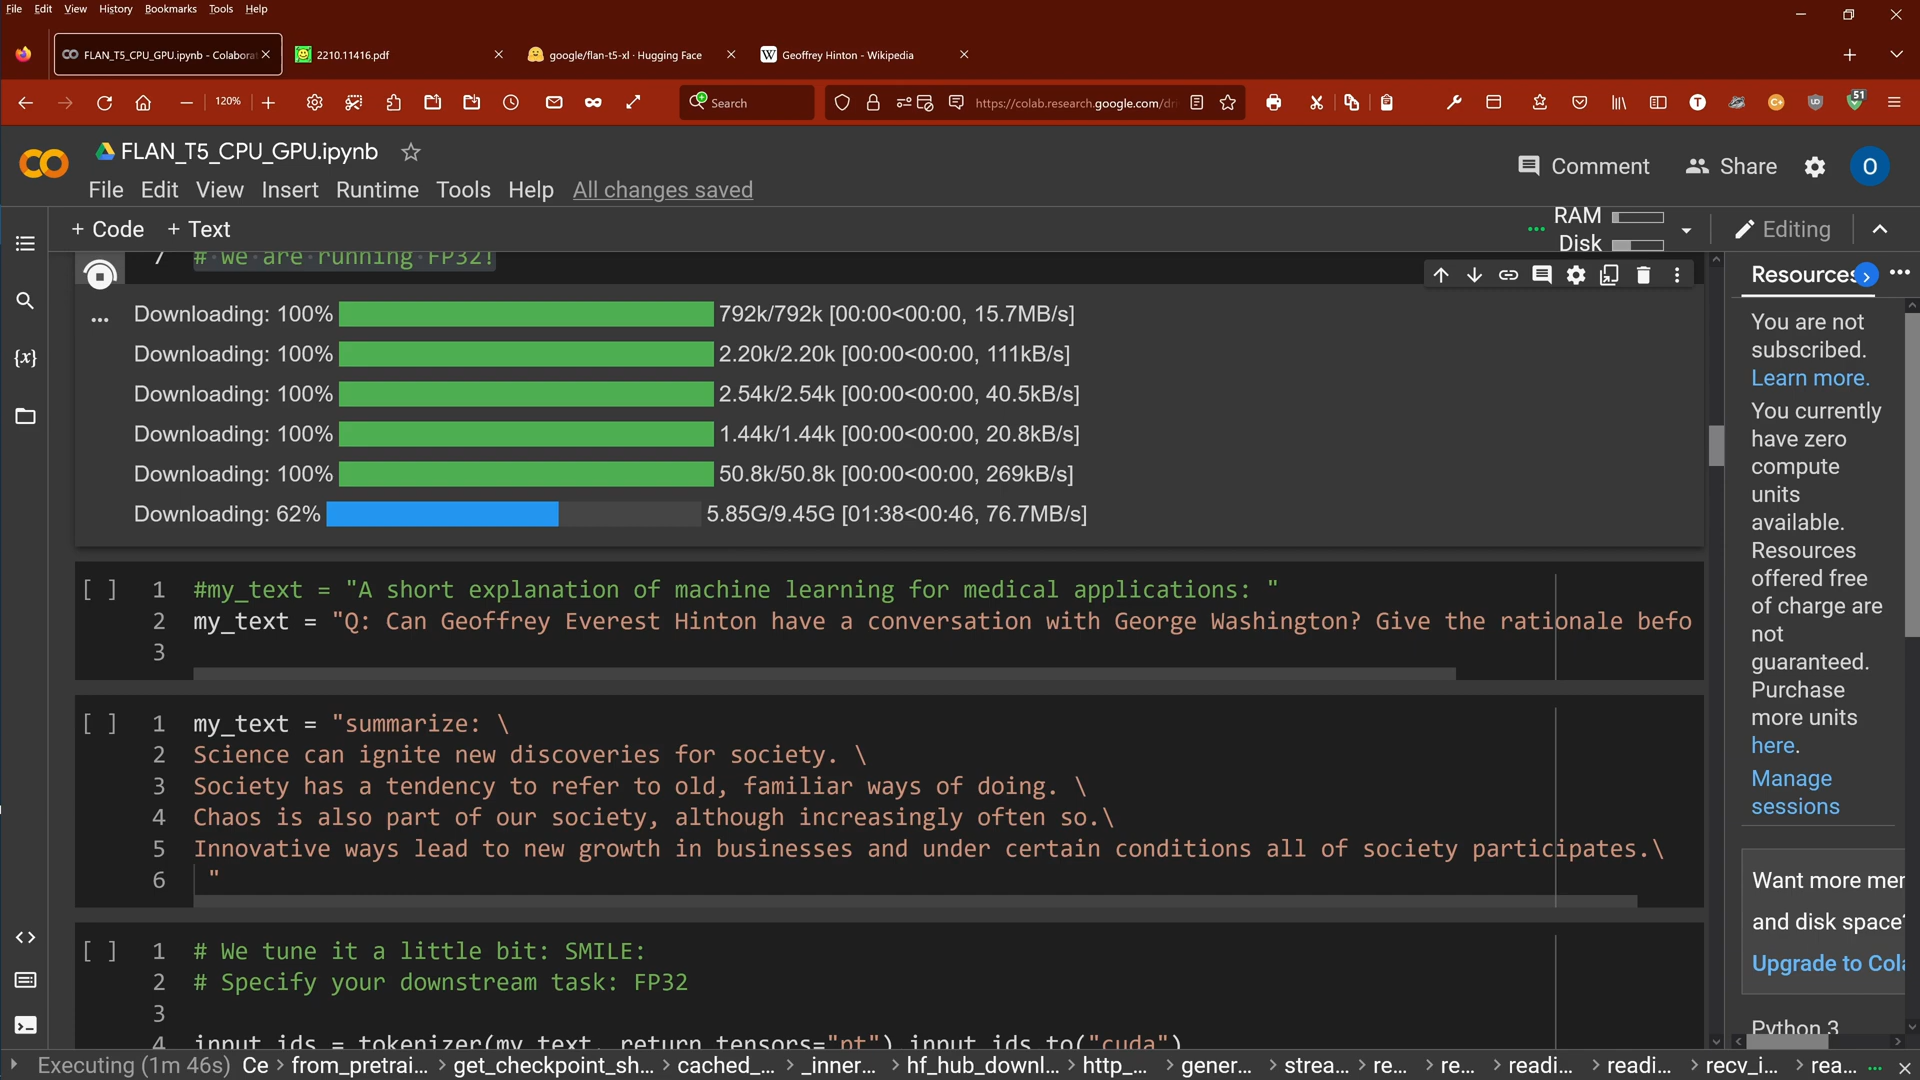 File Edit View History Bookmarks Tools Help
FLAN_T5_CPU_GPU.ipynb - Colabora
2210.11416.pdf
google/flan-t5-xl · Hugging Face
W Geoffrey Hinton - Wikipedia
120%
Search
https://colab.research.google.com/dri
51
FLAN_T5_CPU_GPU.ipynb
File Edit View Insert Runtime Tools Help All changes saved
Comment
Share
O
+ Code + Text
RAM
Disk
Editing
7 # we are running FP32!
Downloading: 100% 792k/792k [00:00<00:00, 15.7MB/s]
Downloading: 100% 2.20k/2.20k [00:00<00:00, 111kB/s]
Downloading: 100% 2.54k/2.54k [00:00<00:00, 40.5kB/s]
Downloading: 100% 1.44k/1.44k [00:00<00:00, 20.8kB/s]
Downloading: 100% 50.8k/50.8k [00:00<00:00, 269kB/s]
Downloading: 62% 5.85G/9.45G [01:38<00:46, 76.7MB/s]
[ ] 1 #my_text = "A short explanation of machine learning for medical applications: "
2 my_text = "Q: Can Geoffrey Everest Hinton have a conversation with George Washington? Give the rationale befo
3
[ ] 1 my_text = "summarize: \
2 Science can ignite new discoveries for society. \
3 Society has a tendency to refer to old, familiar ways of doing. \
4 Chaos is also part of our society, although increasingly often so.\
5 Innovative ways lead to new growth in businesses and under certain conditions all of society participates.\
6 "
[ ] 1 # We tune it a little bit: SMILE:
2 # Specify your downstream task: FP32
3
4 input_ids = tokenizer(my_text, return_tensors="pt").input_ids.to("cuda")
Resources
You are not
subscribed.
Learn more.
You currently
have zero
compute
units
available.
Resources
offered free
of charge are
not
guaranteed.
Purchase
more units
here.
Manage
sessions
Want more mer
and disk space?
Upgrade to Cola
Python 3
Executing (1m 46s) Ce > from_pretrai... > get_checkpoint_sh... > cached_... > _inner... > hf_hub_downl... > http_... > gener... > strea... > re... > re... > readi... > readi... > recv_i... > rea...